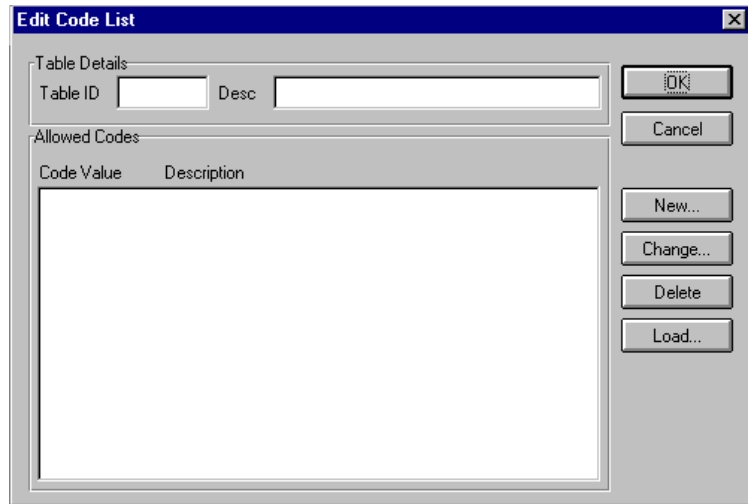 Edit Code List
Table Details
Table ID Desc
OK
Cancel
Allowed Codes
Code Value Description
New...
Change...
Delete
Load...